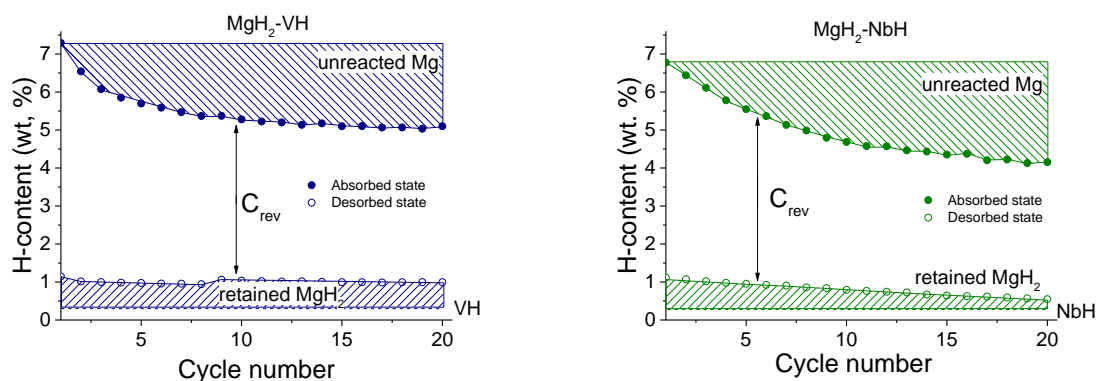 MgH2-VH
H-content (wt, %)
7
6
5
4
3
2
1
0
unreacted Mg
Absorbed state
Desorbed state
Crev
retained MgH2
VH
5
10
15
20
Cycle number
MgH2-NbH
H-content (wt. %)
7
6
5
4
3
2
1
0
unreacted Mg
Absorbed state
Desorbed state
Crev
retained MgH2
NbH
5
10
15
20
Cycle number